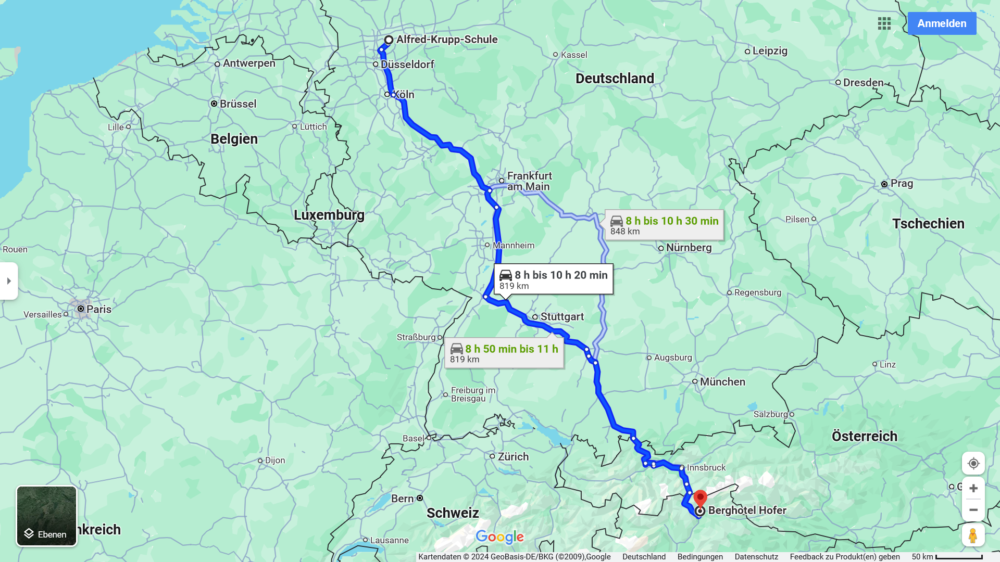 Anmelden
Alfred-Krupp-Schule
Kassel
Leipzig
Antwerpen
Düsseldorf
Deutschland
Dresden
Köln
Brüssel
Lille
Lüttich
Belgien
Frankfurt
am Main
Prag
Luxemburg
8 h bis 10 h 30 min
848 km
Pilsen
Tschechien
Mannheim
Nürnberg
Rouen
8 h bis 10 h 20 min
819 km
Regensburg
Paris
Versailles
Stuttgart
Straßburg
8 h 50 min bis 11 h
819 km
Augsburg
Linz
München
Freiburg im
Breisgau
Salzburg
Basel
Österreich
Zürich
Dijon
Innsbruck
G
Bern
Schweiz
Berghotel Hofer
nkreich
Ebenen
Lausanne
Google
Kartendaten © 2024 GeoBasis-DE/BKG (©2009),Google Deutschland Bedingungen Datenschutz Feedback zu Produkt(en) geben 50 km